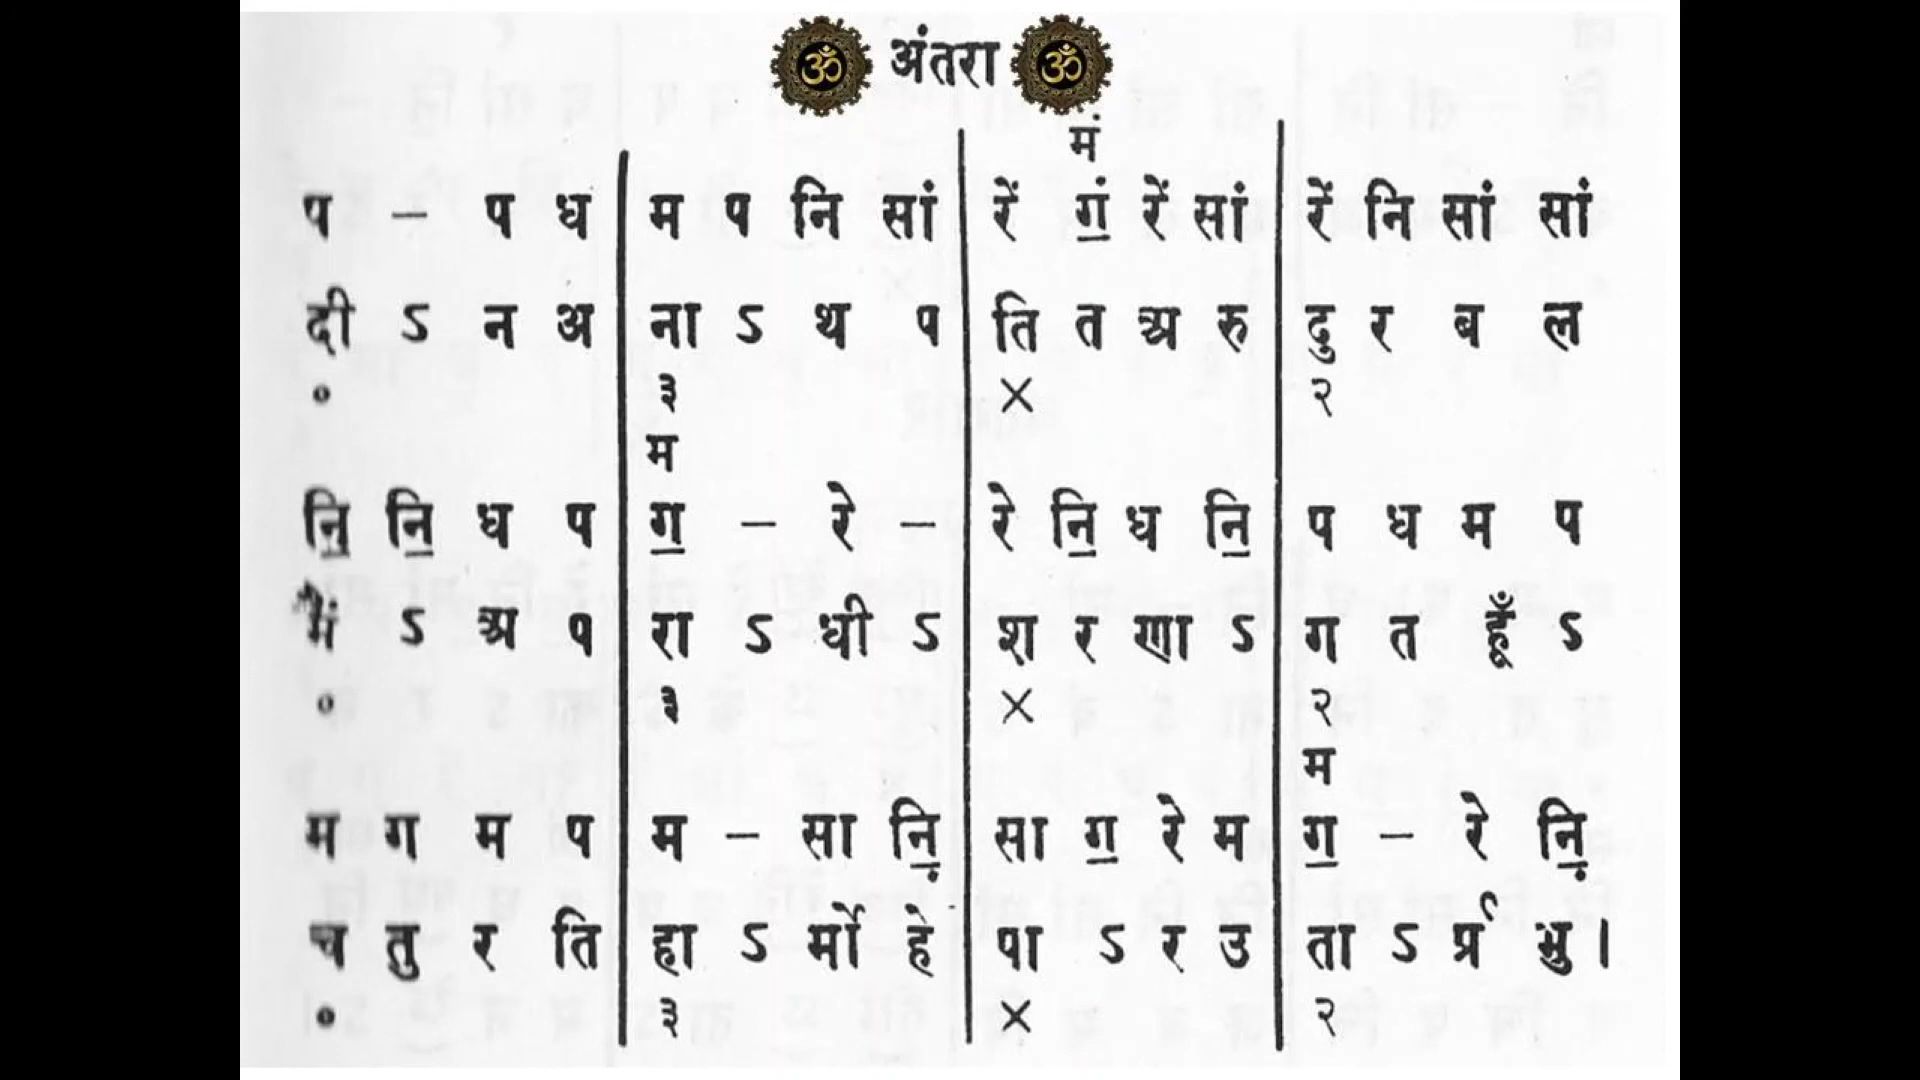 ॐ अंतरा ॐ
मं
प – प ध | म प नि सां | रें गं॒ रें सां | रें नि सां सां
दी ऽ न अ | ना ऽ थ प | ति त अ रु | दु र ब ल
० ३ × २
म
नि॒ नि॒ ध प | ग॒ – रे – | रे नि॒ ध नि॒ | प ध म प
मैं ऽ अ प | रा ऽ धी ऽ | श र णा ऽ | ग त हूँ ऽ
० ३ × २
म
म ग म प | म – सा नि़॒ | सा ग॒ रे म | ग॒ – रे नि़॒
च तु र ति | हा ऽ रो | पा ऽ र उ | ता ऽ भु ।
० ३ × २